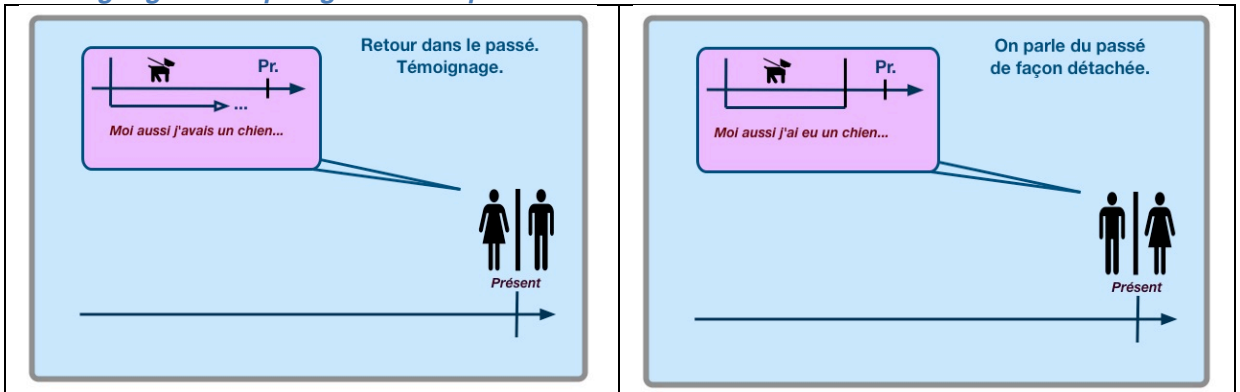 Retour dans le passé.
Témoignage.
Pr.
...
Moi aussi j'avais un chien...
Présent
On parle du passé
de façon détachée.
Pr.
Moi aussi j'ai eu un chien...
Présent